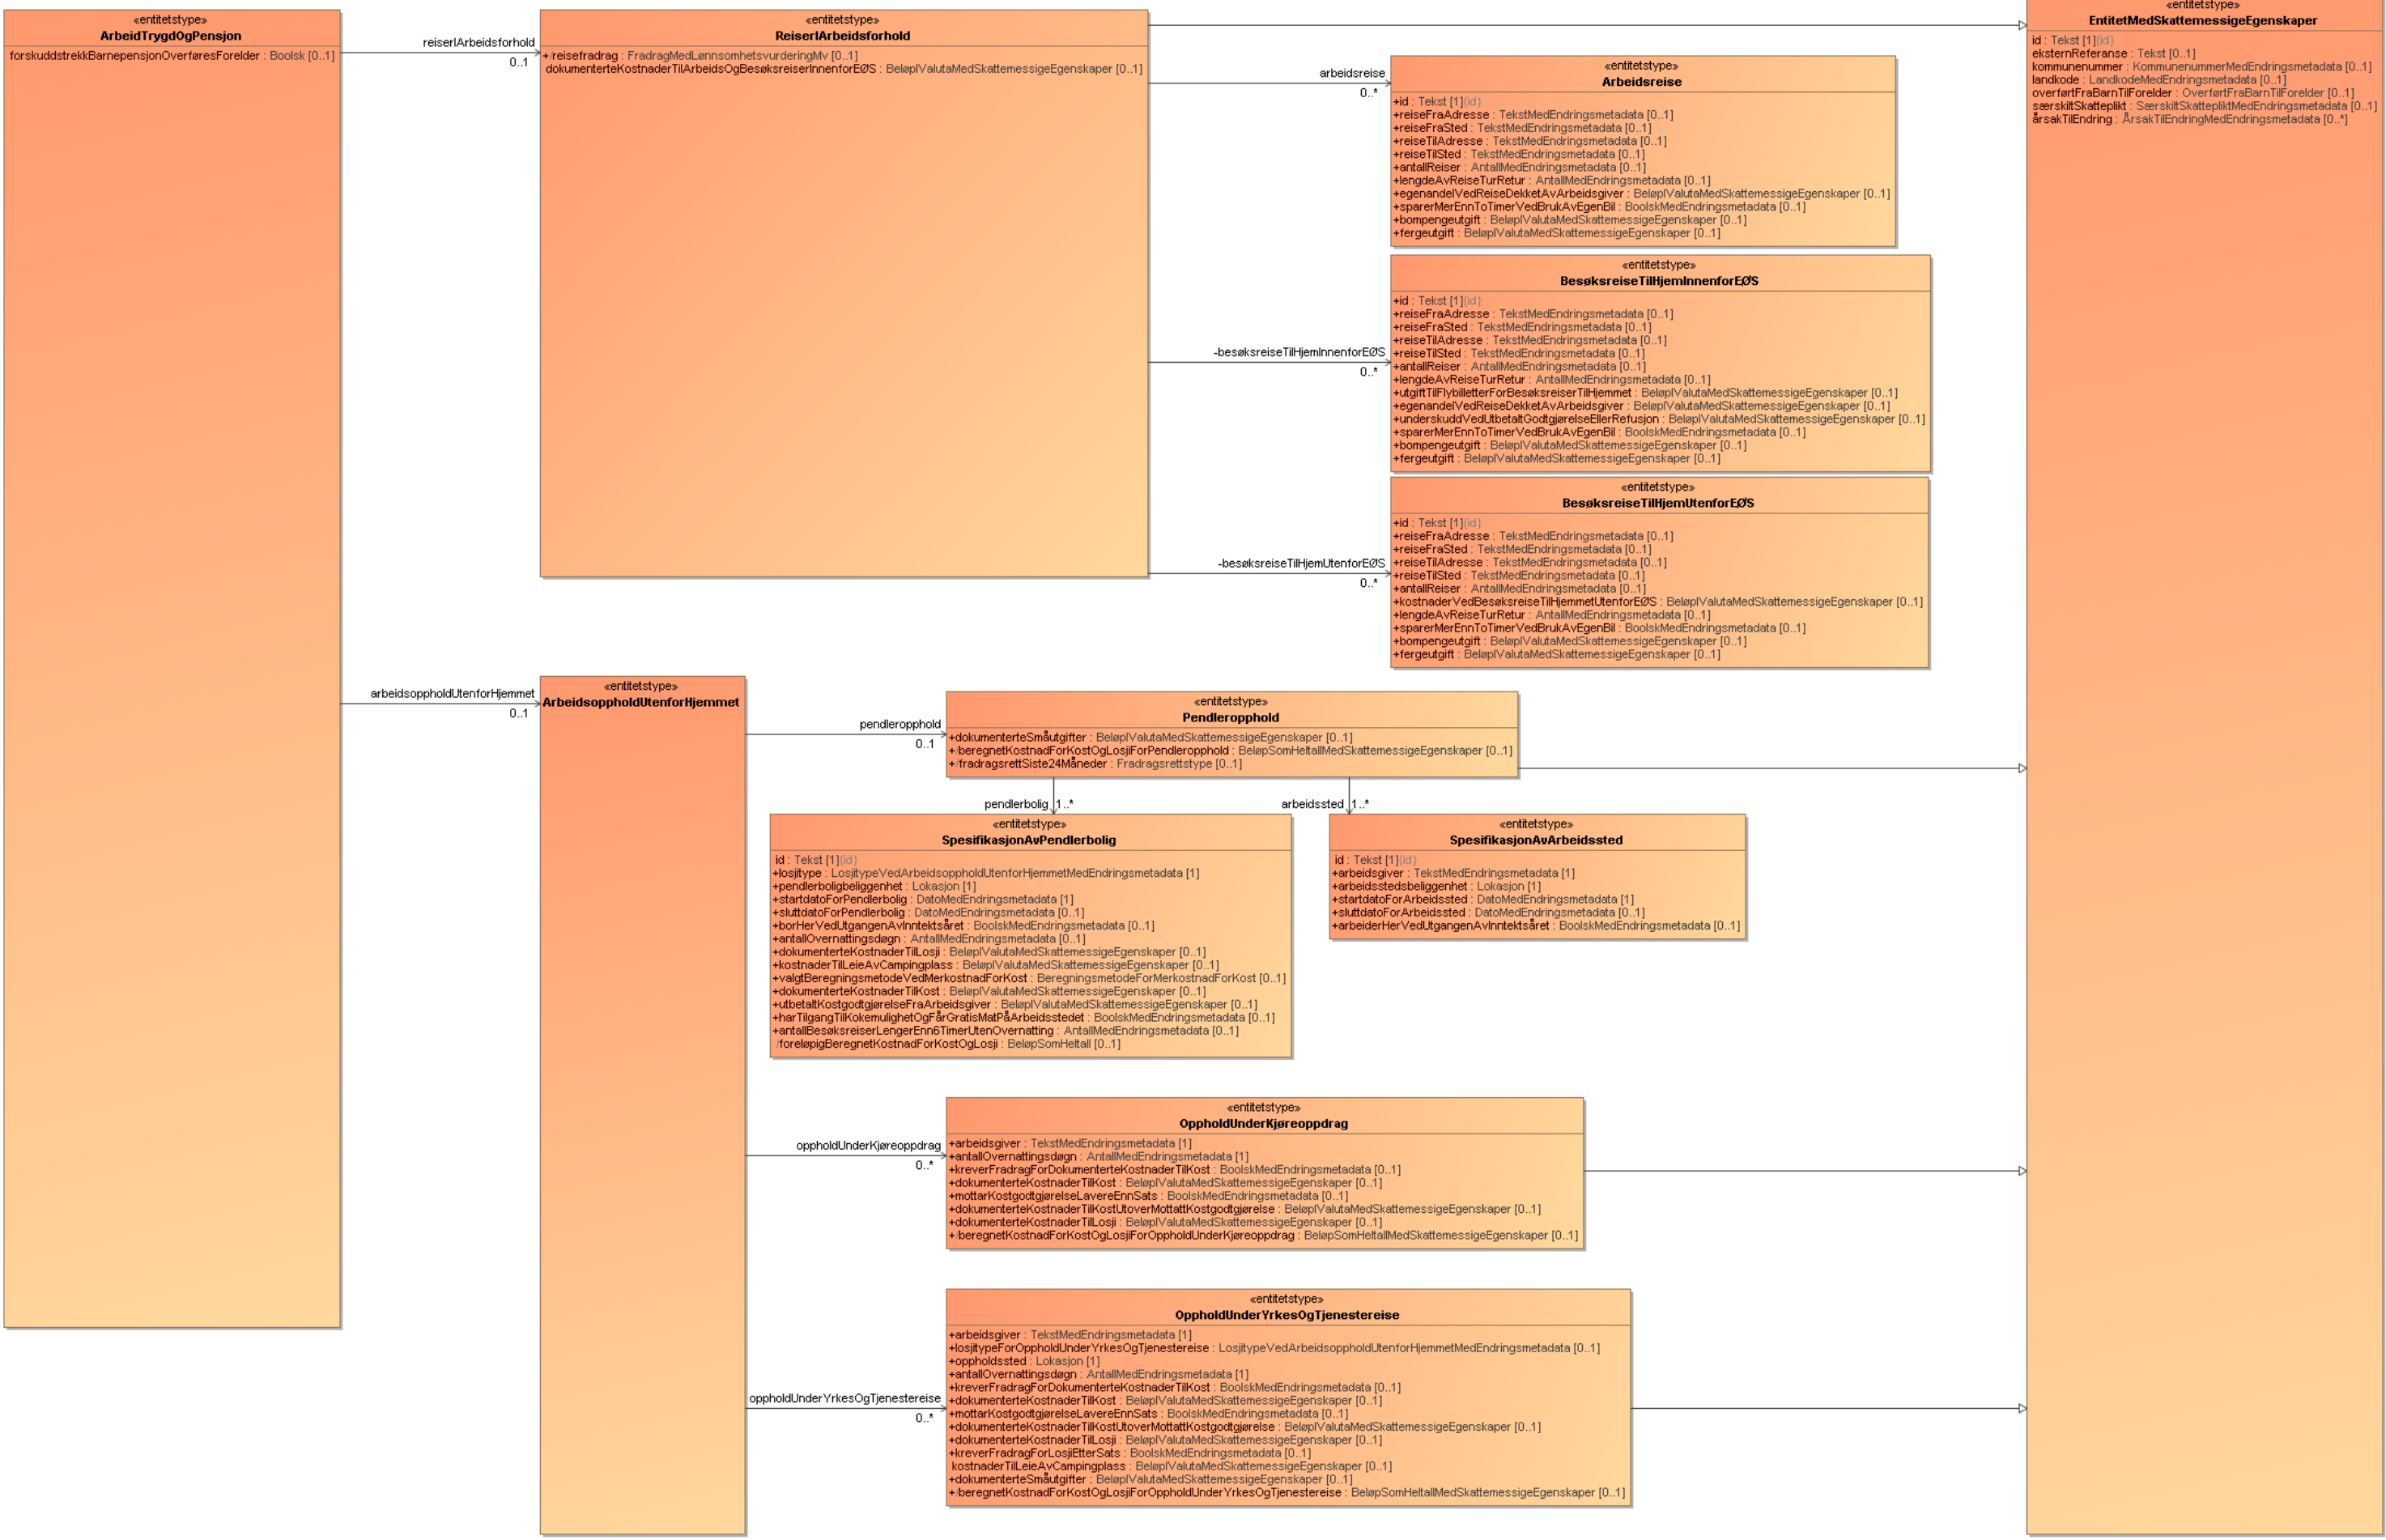 «entitetstype»
ArbeidTrygdOgPensjon
forskuddstrekkBarnepensjonOverføresForelder : Boolsk [0..1]
reiserIArbeidsforhold
0..1
«entitetstype»
ReiserIArbeidsforhold
+/reisefradrag : FradragMedLønnsomhetsvurderingMv [0..1]
dokumenterteKostnaderTilArbeidsOgBesøksreiserInnenforEØS : BeløpIValutaMedSkattemessigeEgenskaper [0..1]
arbeidsreise
0..*
«entitetstype»
Arbeidsreise
+id : Tekst [1]{id}
+reiseFraAdresse : TekstMedEndringsmetadata [0..1]
+reiseFraSted : TekstMedEndringsmetadata [0..1]
+reiseTilAdresse : TekstMedEndringsmetadata [0..1]
+reiseTilSted : TekstMedEndringsmetadata [0..1]
+antallReiser : AntallMedEndringsmetadata [0..1]
+lengdeAvReiseTurRetur : AntallMedEndringsmetadata [0..1]
+egenandelVedReiseDekketAvArbeidsgiver : BeløpIValutaMedSkattemessigeEgenskaper [0..1]
+sparerMerEnnToTimerVedBrukAvEgenBil : BoolskMedEndringsmetadata [0..1]
+bompengeutgift : BeløpIValutaMedSkattemessigeEgenskaper [0..1]
+fergeutgift : BeløpIValutaMedSkattemessigeEgenskaper [0..1]
-besøksreiseTilHjemInnenforEØS
0..*
«entitetstype»
BesøksreiseTilHjemInnenforEØS
+id : Tekst [1]{id}
+reiseFraAdresse : TekstMedEndringsmetadata [0..1]
+reiseFraSted : TekstMedEndringsmetadata [0..1]
+reiseTilAdresse : TekstMedEndringsmetadata [0..1]
+reiseTilSted : TekstMedEndringsmetadata [0..1]
+antallReiser : AntallMedEndringsmetadata [0..1]
+lengdeAvReiseTurRetur : AntallMedEndringsmetadata [0..1]
+utgiftTilFlybilletterForBesøksreiserTilHjemmet : BeløpIValutaMedSkattemessigeEgenskaper [0..1]
+egenandelVedReiseDekketAvArbeidsgiver : BeløpIValutaMedSkattemessigeEgenskaper [0..1]
+underskuddVedUtbetaltGodtgjørelseEllerRefusjon : BeløpIValutaMedSkattemessigeEgenskaper [0..1]
+sparerMerEnnToTimerVedBrukAvEgenBil : BoolskMedEndringsmetadata [0..1]
+bompengeutgift : BeløpIValutaMedSkattemessigeEgenskaper [0..1]
+fergeutgift : BeløpIValutaMedSkattemessigeEgenskaper [0..1]
-besøksreiseTilHjemUtenforEØS
0..*
«entitetstype»
BesøksreiseTilHjemUtenforEØS
+id : Tekst [1]{id}
+reiseFraAdresse : TekstMedEndringsmetadata [0..1]
+reiseFraSted : TekstMedEndringsmetadata [0..1]
+reiseTilAdresse : TekstMedEndringsmetadata [0..1]
+reiseTilSted : TekstMedEndringsmetadata [0..1]
+antallReiser : AntallMedEndringsmetadata [0..1]
+kostnaderVedBesøksreiseTilHjemmetUtenforEØS : BeløpIValutaMedSkattemessigeEgenskaper [0..1]
+lengdeAvReiseTurRetur : AntallMedEndringsmetadata [0..1]
+sparerMerEnnToTimerVedBrukAvEgenBil : BoolskMedEndringsmetadata [0..1]
+bompengeutgift : BeløpIValutaMedSkattemessigeEgenskaper [0..1]
+fergeutgift : BeløpIValutaMedSkattemessigeEgenskaper [0..1]
«entitetstype»
EntitetMedSkattemessigeEgenskaper
id : Tekst [1]{id}
eksternReferanse : Tekst [0..1]
kommunenummer : KommunenummerMedEndringsmetadata [0..1]
landkode : LandkodeMedEndringsmetadata [0..1]
overførtFraBarnTilForelder : OverførtFraBarnTilForelder [0..1]
særskiltSkatteplikt : SærskiltSkattepliktMedEndringsmetadata [0..1]
årsakTilEndring : ÅrsakTilEndringMedEndringsmetadata [0..*]
arbeidsoppholdUtenforHjemmet
0..1
«entitetstype»
ArbeidsoppholdUtenforHjemmet
pendleropphold
0..1
«entitetstype»
Pendleropphold
+dokumenterteSmåutgifter : BeløpIValutaMedSkattemessigeEgenskaper [0..1]
+/beregnetKostnadForKostOgLosjiForPendleropphold : BeløpSomHeltallMedSkattemessigeEgenskaper [0..1]
+/fradragsrettSiste24Måneder : Fradragsrettstype [0..1]
pendlerbolig 1..*
arbeidssted 1..*
«entitetstype»
SpesifikasjonAvPendlerbolig
id : Tekst [1]{id}
+losjitype : LosjitypeVedArbeidsoppholdUtenforHjemmetMedEndringsmetadata [1]
+pendlerboligbeliggenhet : Lokasjon [1]
+startdatoForPendlerbolig : DatoMedEndringsmetadata [1]
+sluttdatoForPendlerbolig : DatoMedEndringsmetadata [0..1]
+borHerVedUtgangenAvInntektsåret : BoolskMedEndringsmetadata [0..1]
+antallOvernattingsdøgn : AntallMedEndringsmetadata [0..1]
+dokumenterteKostnaderTilLosji : BeløpIValutaMedSkattemessigeEgenskaper [0..1]
+kostnaderTilLeieAvCampingplass : BeløpIValutaMedSkattemessigeEgenskaper [0..1]
+valgtBeregningsmetodeVedMerkostnadForKost : BeregningsmetodeForMerkostnadForKost [0..1]
+dokumenterteKostnaderTilKost : BeløpIValutaMedSkattemessigeEgenskaper [0..1]
+utbetaltKostgodtgjørelseFraArbeidsgiver : BeløpIValutaMedSkattemessigeEgenskaper [0..1]
+harTilgangTilKokemulighetOgFårGratisMatPåArbeidsstedet : BoolskMedEndringsmetadata [0..1]
+antallBesøksreiserLengerEnn6TimerUtenOvernatting : AntallMedEndringsmetadata [0..1]
/foreløpigBeregnetKostnadForKostOgLosji : BeløpSomHeltall [0..1]
«entitetstype»
SpesifikasjonAvArbeidssted
id : Tekst [1]{id}
+arbeidsgiver : TekstMedEndringsmetadata [1]
+arbeidsstedsbeliggenhet : Lokasjon [1]
+startdatoForArbeidssted : DatoMedEndringsmetadata [1]
+sluttdatoForArbeidssted : DatoMedEndringsmetadata [0..1]
+arbeiderHerVedUtgangenAvInntektsåret : BoolskMedEndringsmetadata [0..1]
oppholdUnderKjøreoppdrag
0..*
«entitetstype»
OppholdUnderKjøreoppdrag
+arbeidsgiver : TekstMedEndringsmetadata [1]
+antallOvernattingsdøgn : AntallMedEndringsmetadata [1]
+kreverFradragForDokumenterteKostnaderTilKost : BoolskMedEndringsmetadata [0..1]
+dokumenterteKostnaderTilKost : BeløpIValutaMedSkattemessigeEgenskaper [0..1]
+mottarKostgodtgjørelseLavereEnnSats : BoolskMedEndringsmetadata [0..1]
+dokumenterteKostnaderTilKostUtoverMottattKostgodtgjørelse : BeløpIValutaMedSkattemessigeEgenskaper [0..1]
+dokumenterteKostnaderTilLosji : BeløpIValutaMedSkattemessigeEgenskaper [0..1]
+/beregnetKostnadForKostOgLosjiForOppholdUnderKjøreoppdrag : BeløpSomHeltallMedSkattemessigeEgenskaper [0..1]
oppholdUnderYrkesOgTjenestereise
0..*
«entitetstype»
OppholdUnderYrkesOgTjenestereise
+arbeidsgiver : TekstMedEndringsmetadata [1]
+losjitypeForOppholdUnderYrkesOgTjenestereise : LosjitypeVedArbeidsoppholdUtenforHjemmetMedEndringsmetadata [0..1]
+oppholdssted : Lokasjon [1]
+antallOvernattingsdøgn : AntallMedEndringsmetadata [1]
+kreverFradragForDokumenterteKostnaderTilKost : BoolskMedEndringsmetadata [0..1]
+dokumenterteKostnaderTilKost : BeløpIValutaMedSkattemessigeEgenskaper [0..1]
+mottarKostgodtgjørelseLavereEnnSats : BoolskMedEndringsmetadata [0..1]
+dokumenterteKostnaderTilKostUtoverMottattKostgodtgjørelse : BeløpIValutaMedSkattemessigeEgenskaper [0..1]
+dokumenterteKostnaderTilLosji : BeløpIValutaMedSkattemessigeEgenskaper [0..1]
+kreverFradragForLosjiEtterSats : BoolskMedEndringsmetadata [0..1]
kostnaderTilLeieAvCampingplass : BeløpIValutaMedSkattemessigeEgenskaper [0..1]
+dokumenterteSmåutgifter : BeløpIValutaMedSkattemessigeEgenskaper [0..1]
+/beregnetKostnadForKostOgLosjiForOppholdUnderYrkesOgTjenestereise : BeløpSomHeltallMedSkattemessigeEgenskaper [0..1]